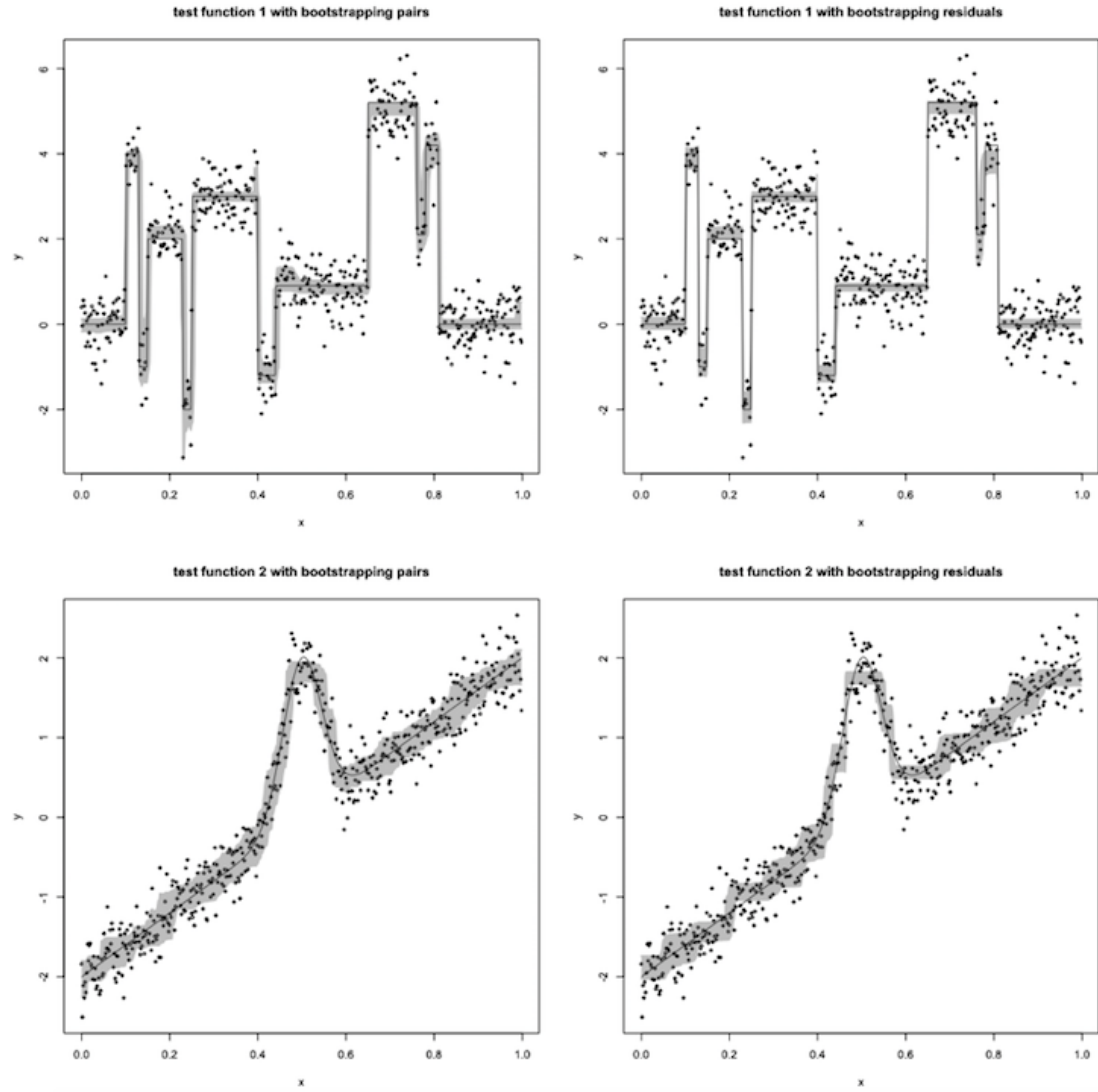 test function 1 with bootstrapping pairs
y
6
4
2
0
-2
0.0 0.2 0.4 0.6 0.8 1.0
x
test function 1 with bootstrapping residuals
y
6
4
2
0
-2
0.0 0.2 0.4 0.6 0.8 1.0
x
test function 2 with bootstrapping pairs
y
2
1
0
-1
-2
0.0 0.2 0.4 0.6 0.8 1.0
x
test function 2 with bootstrapping residuals
y
2
1
0
-1
-2
0.0 0.2 0.4 0.6 0.8 1.0
x